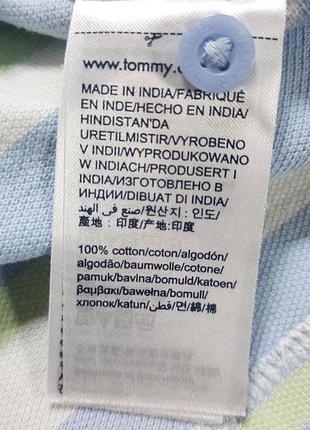 www.tommy.
MADE IN INDIA/FABRIQUÉ
EN INDE/HECHO EN INDIA/
HINDISTAN'DA
URETILMISTIR/VYROBENO
V INDII/WYPRODUKOWANO
W INDIACH/PRODUSERT I
INDIA/ИЗГОТОВЛЕНО В
ИНДИИ/DIBUAT DI INDIA/
صنع في الهند/원산지 : 인도/
產地 : 印度/产地:印度
100% cotton/coton/algodón/
algodão/baumwolle/cotone/
pamuk/bavlna/bomuld/katoen/
βαμβακι/bawełna/bomull/
хлопок/katun/قطن/면/綿/棉